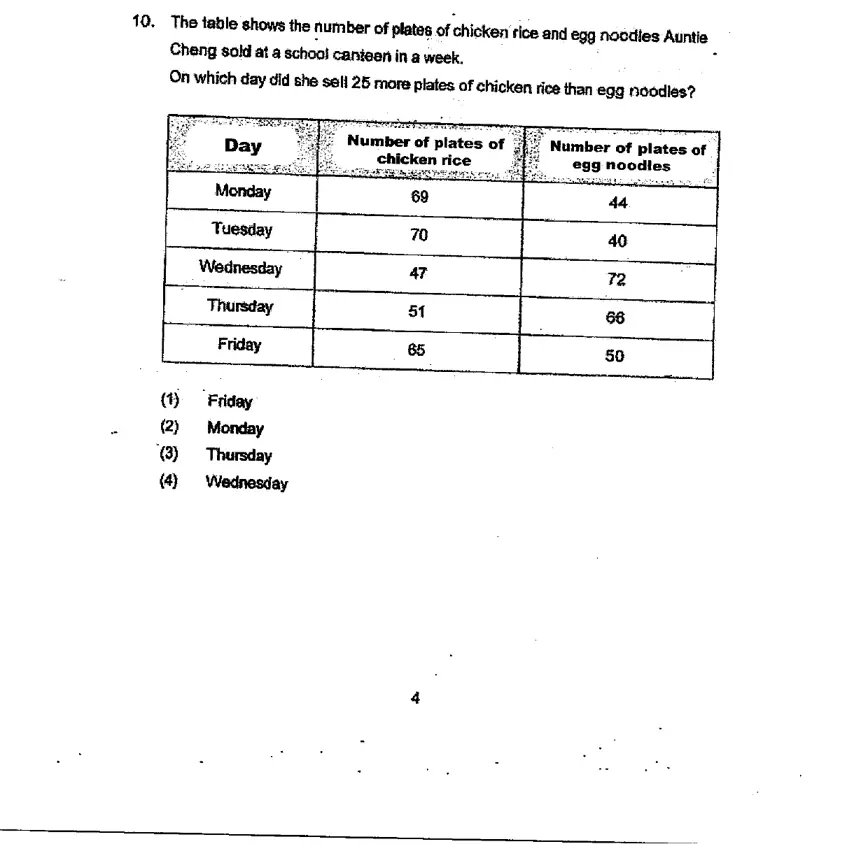 10. The table shows the number of plates of chicken rice and egg noodles Auntie
Cheng sold at a school canteen in a week.
On which day did she sell 25 more plates of chicken rice than egg noodles?
Day Number of plates of chicken rice Number of plates of egg noodles
Monday 69 44
Tuesday 70 40
Wednesday 47 72
Thursday 51 66
Friday 65 50
(1) Friday
(2) Monday
(3) Thursday
(4) Wednesday
4